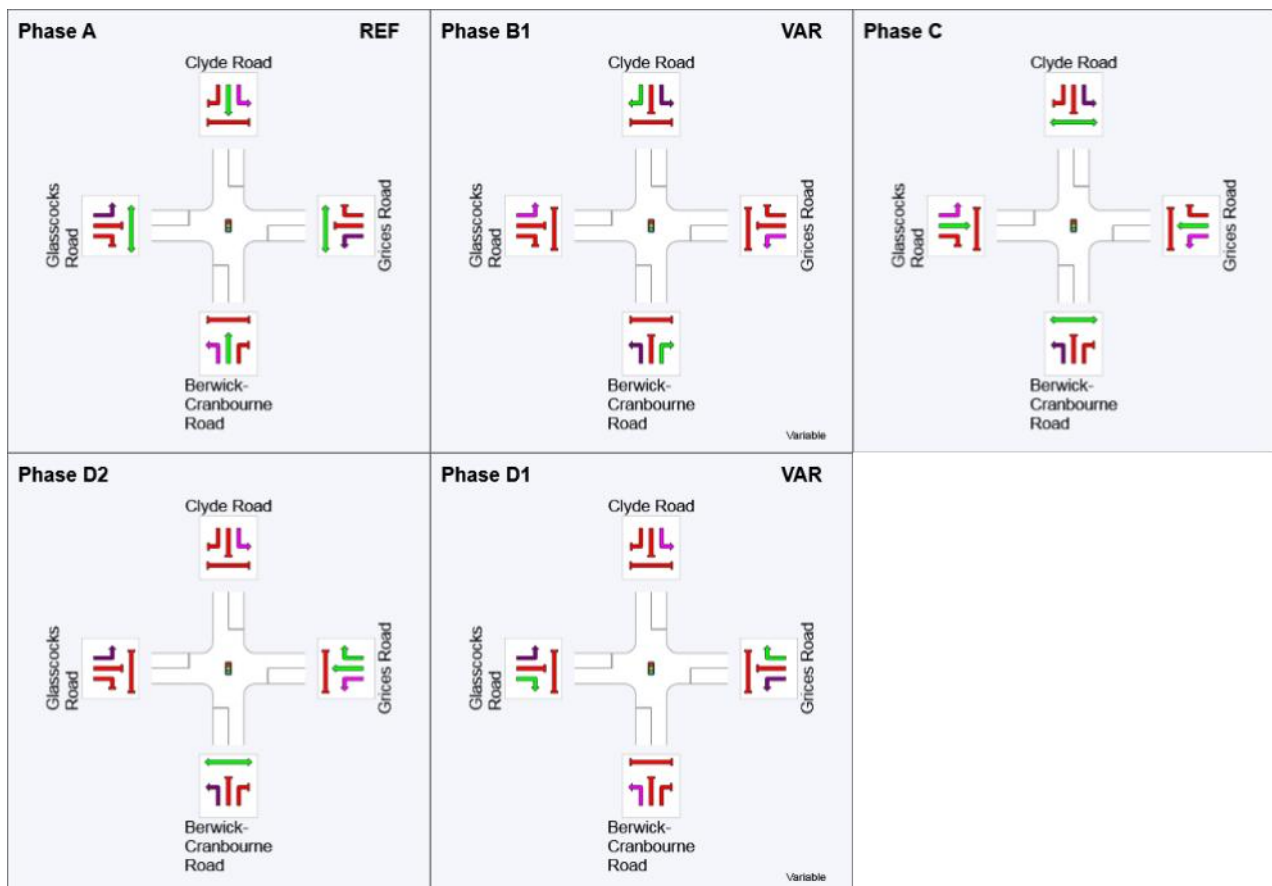 Phase A REF
Clyde Road
Glasscocks
Road
Grices Road
Berwick-
Cranbourne
Road
Phase B1 VAR
Clyde Road
Glasscocks
Road
Grices Road
Berwick-
Cranbourne
Road
Variable
Phase C
Clyde Road
Glasscocks
Road
Grices Road
Berwick-
Cranbourne
Road
Phase D2
Clyde Road
Glasscocks
Road
Grices Road
Berwick-
Cranbourne
Road
Phase D1 VAR
Clyde Road
Glasscocks
Road
Grices Road
Berwick-
Cranbourne
Road
Variable